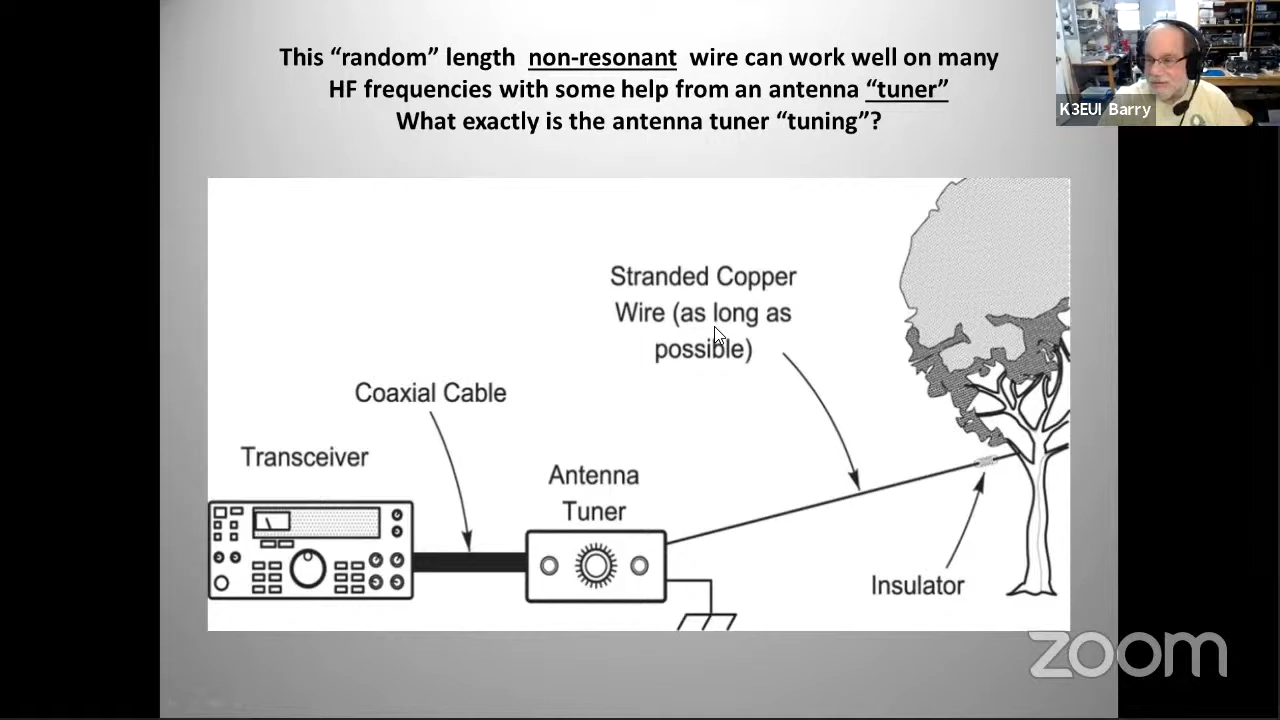 This “random” length non-resonant wire can work well on many
HF frequencies with some help from an antenna “tuner”
What exactly is the antenna tuner “tuning”?
K3EUI Barry
Stranded Copper
Wire (as long as
possible)
Coaxial Cable
Transceiver
Antenna
Tuner
Insulator
zoom